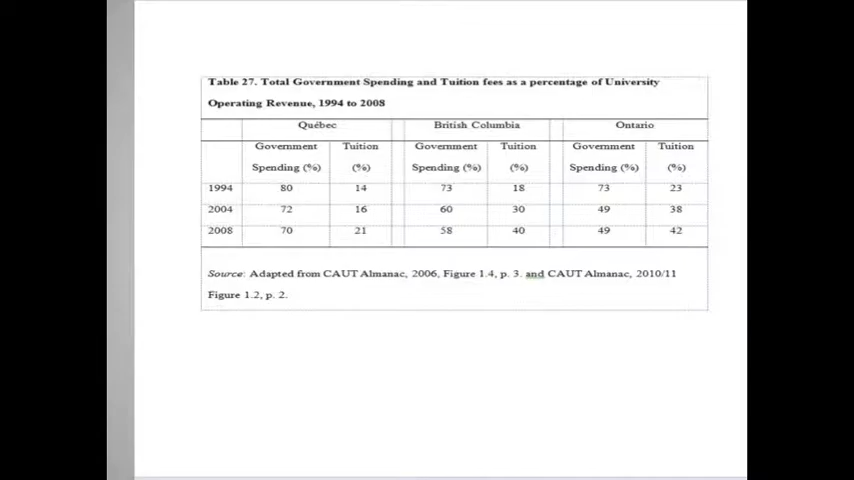 Table 27. Total Government Spending and Tuition fees as a percentage of University
Operating Revenue, 1994 to 2008
Québec British Columbia Ontario
Government Tuition Government Tuition Government Tuition
Spending (%) (%) Spending (%) (%) Spending (%) (%)
1994 80 14 73 18 73 23
2004 72 16 60 30 49 38
2008 70 21 58 40 49 42
Source: Adapted from CAUT Almanac, 2006, Figure 1.4, p. 3. and CAUT Almanac, 2010/11
Figure 1.2, p. 2.